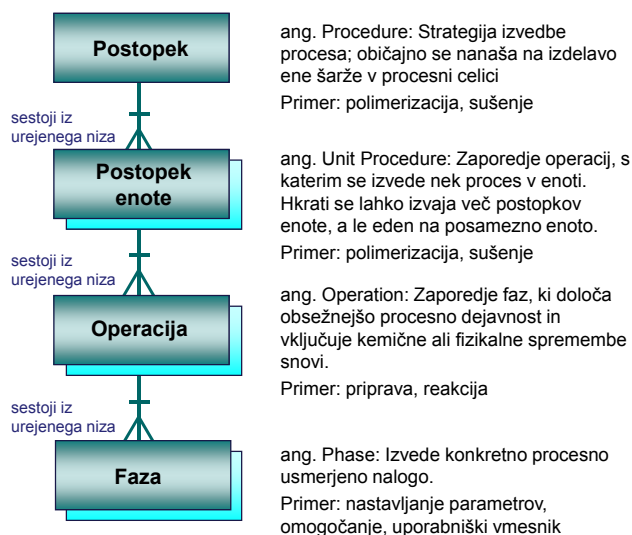 Postopek
ang. Procedure: Strategija izvedbe
procesa; običajno se nanaša na izdelavo
ene šarže v procesni celici
Primer: polimerizacija, sušenje
sestoji iz
urejenega niza
Postopek
enote
ang. Unit Procedure: Zaporedje operacij, s
katerim se izvede nek proces v enoti.
Hkrati se lahko izvaja več postopkov
enote, a le eden na posamezno enoto.
Primer: polimerizacija, sušenje
sestoji iz
urejenega niza
Operacija
ang. Operation: Zaporedje faz, ki določa
obsežnejšo procesno dejavnost in
vključuje kemične ali fizikalne spremembe
snovi.
Primer: priprava, reakcija
sestoji iz
urejenega niza
Faza
ang. Phase: Izvede konkretno procesno
usmerjeno nalogo.
Primer: nastavljanje parametrov,
omogočanje, uporabniški vmesnik